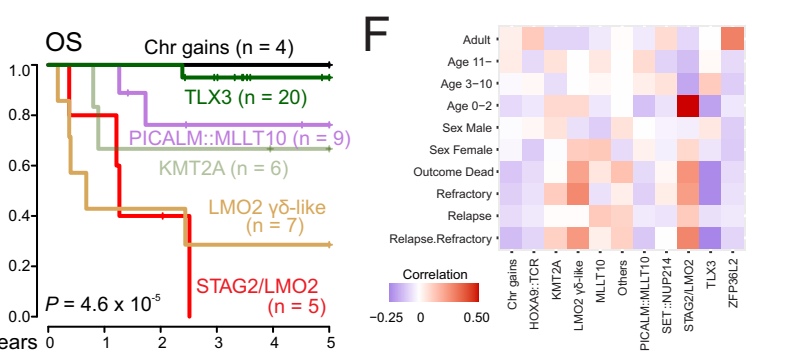 OS
Chr gains (n = 4)
TLX3 (n = 20)
PICALM::MLLT10 (n = 9)
KMT2A (n = 6)
LMO2 γδ-like
(n = 7)
STAG2/LMO2
(n = 5)
P = 4.6 x 10-5
1.0
0.8
0.6
0.4
0.2
0.0
ears
0 1 2 3 4 5
F
Adult
Age 11−
Age 3−10
Age 0−2
Sex Male
Sex Female
Outcome Dead
Refractory
Relapse
Relapse.Refractory
Chr gains
HOXA9::TCR
KMT2A
LMO2 γδ-like
MLLT10
Others
PICALM::MLLT10
SET::NUP214
STAG2/LMO2
TLX3
ZFP36L2
Correlation
−0.25 0 0.50